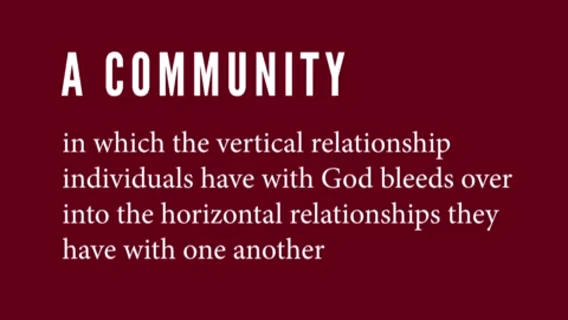 A COMMUNITY
in which the vertical relationship
individuals have with God bleeds over
into the horizontal relationships they
have with one another